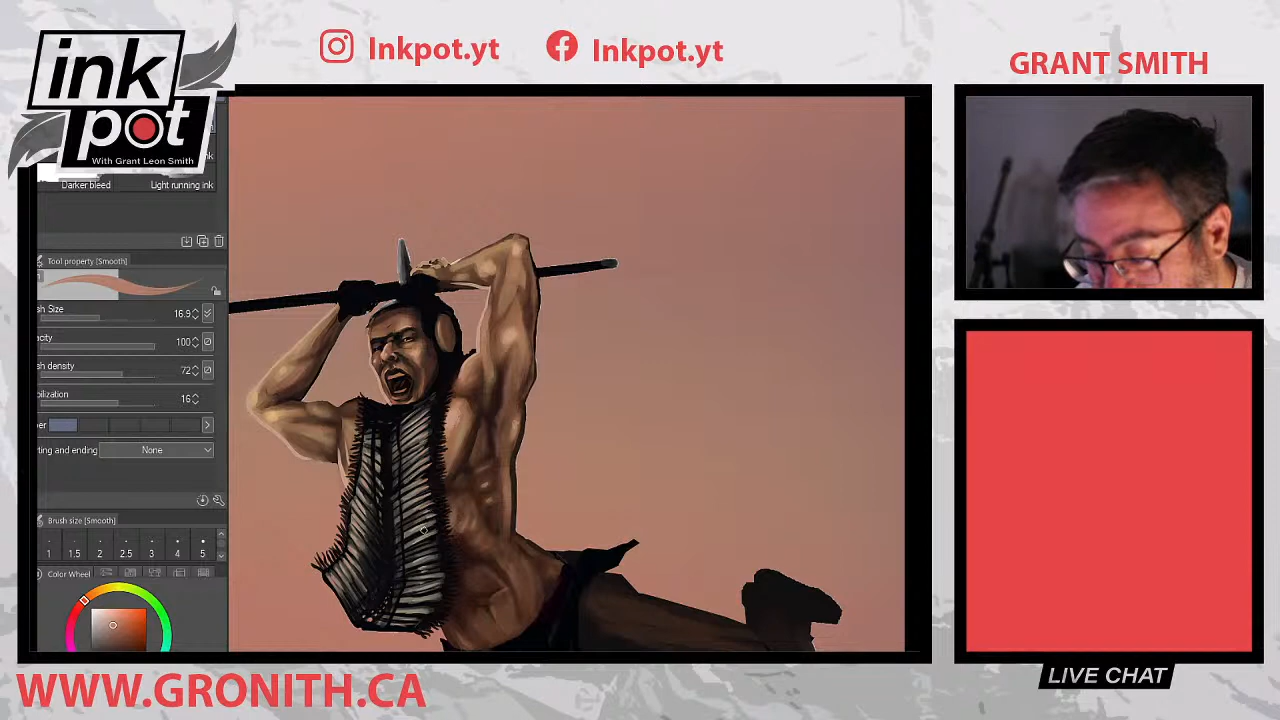 ink
pot
With Grant Leon Smith
Inkpot.yt
Inkpot.yt
GRANT SMITH
Darker bleed
Light running ink
Tool property [Smooth]
Size
16.9
100
density
72
16
None
Brush size [Smooth]
1 1.5 2 2.5 3 4 5
Color Wheel
WWW.GRONITH.CA
LIVE CHAT